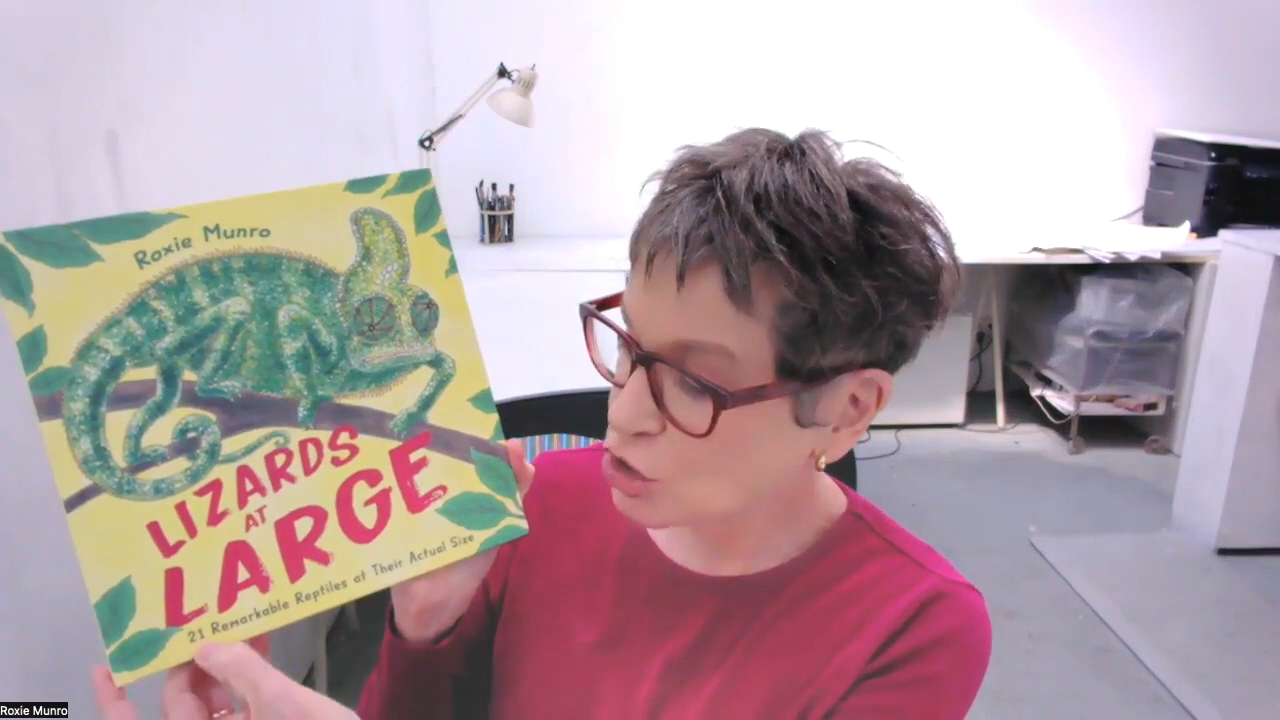 Roxie Munro
LIZARDS
AT
LARGE
21 Remarkable Reptiles at Their Actual Size
Roxie Munro